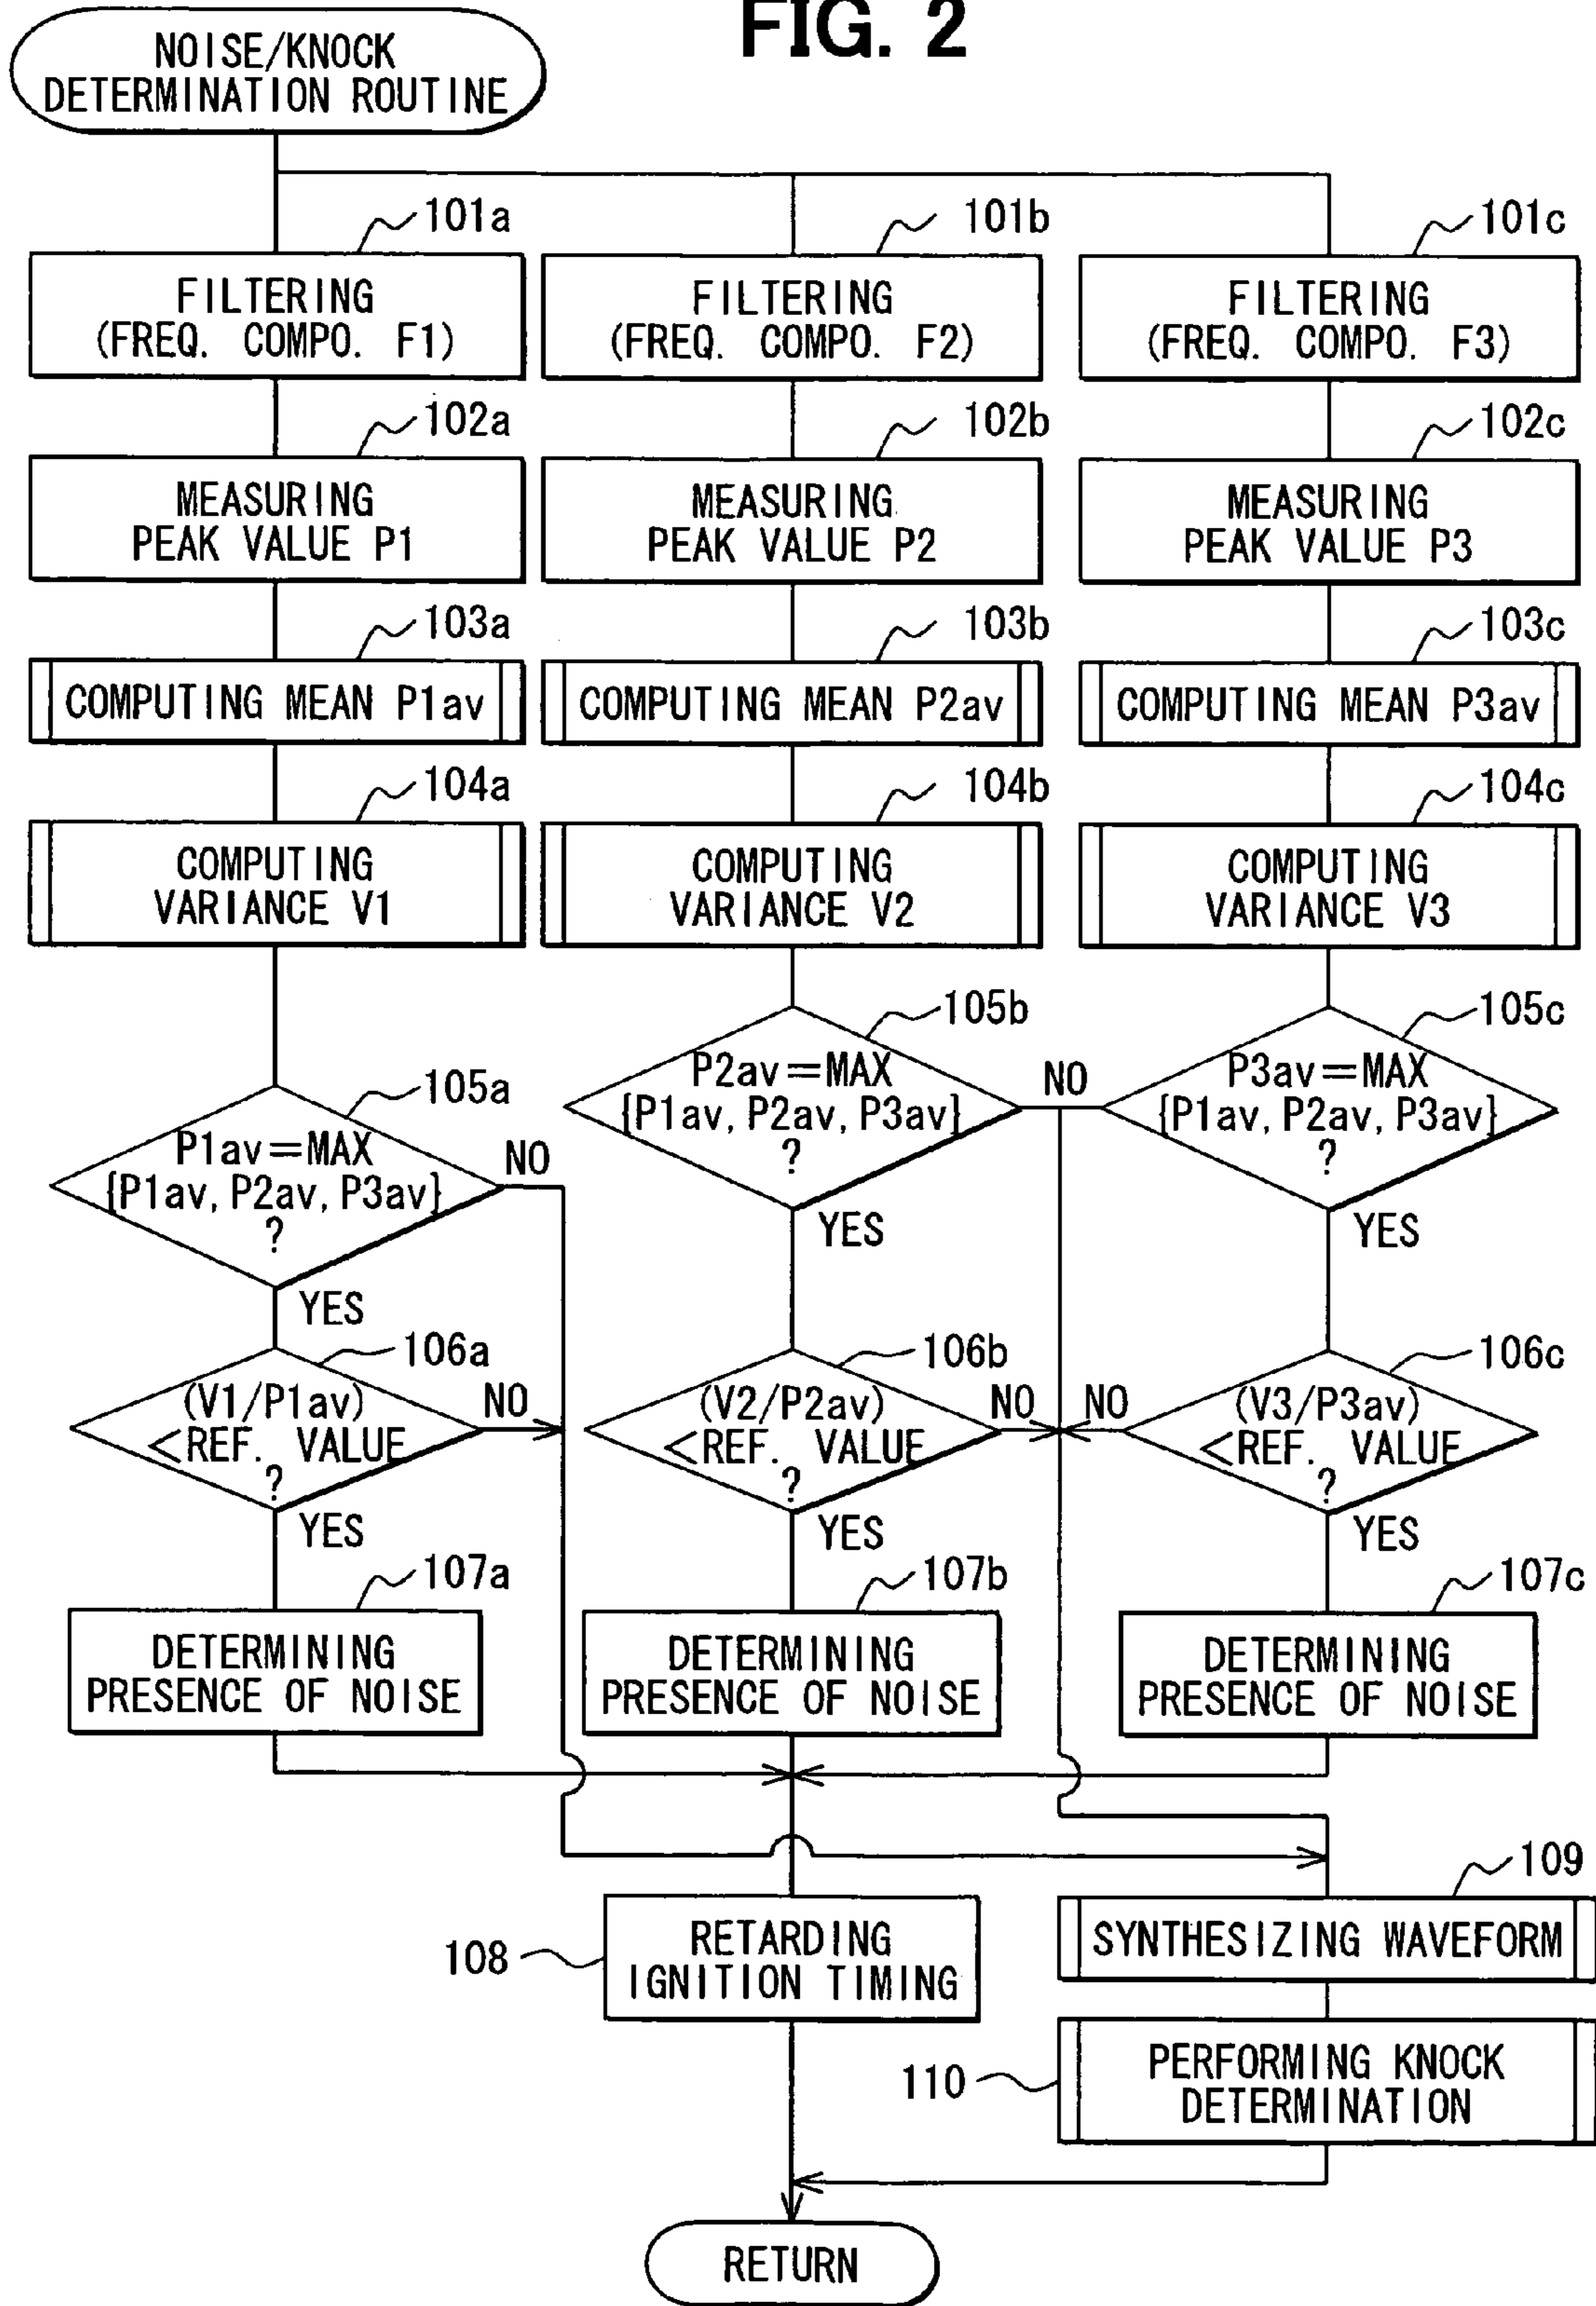 FIG. 2
NOISE/KNOCK
DETERMINATION ROUTINE
101a
FILTERING
(FREQ. COMPO. F1)
102a
MEASURING
PEAK VALUE P1
103a
COMPUTING MEAN P1av
104a
COMPUTING
VARIANCE V1
105a
P1av=MAX
{P1av, P2av, P3av}
?
NO
YES
106a
(V1/P1av)
<REF. VALUE
?
NO
YES
107a
DETERMINING
PRESENCE OF NOISE
101b
FILTERING
(FREQ. COMPO. F2)
102b
MEASURING
PEAK VALUE P2
103b
COMPUTING MEAN P2av
104b
COMPUTING
VARIANCE V2
105b
P2av=MAX
{P1av, P2av, P3av}
?
NO
YES
106b
(V2/P2av)
<REF. VALUE
?
NO
YES
107b
DETERMINING
PRESENCE OF NOISE
101c
FILTERING
(FREQ. COMPO. F3)
102c
MEASURING
PEAK VALUE P3
103c
COMPUTING MEAN P3av
104c
COMPUTING
VARIANCE V3
105c
P3av=MAX
{P1av, P2av, P3av}
?
YES
106c
(V3/P3av)
<REF. VALUE
?
NO
YES
107c
DETERMINING
PRESENCE OF NOISE
108
RETARDING
IGNITION TIMING
109
SYNTHESIZING WAVEFORM
110
PERFORMING KNOCK
DETERMINATION
RETURN